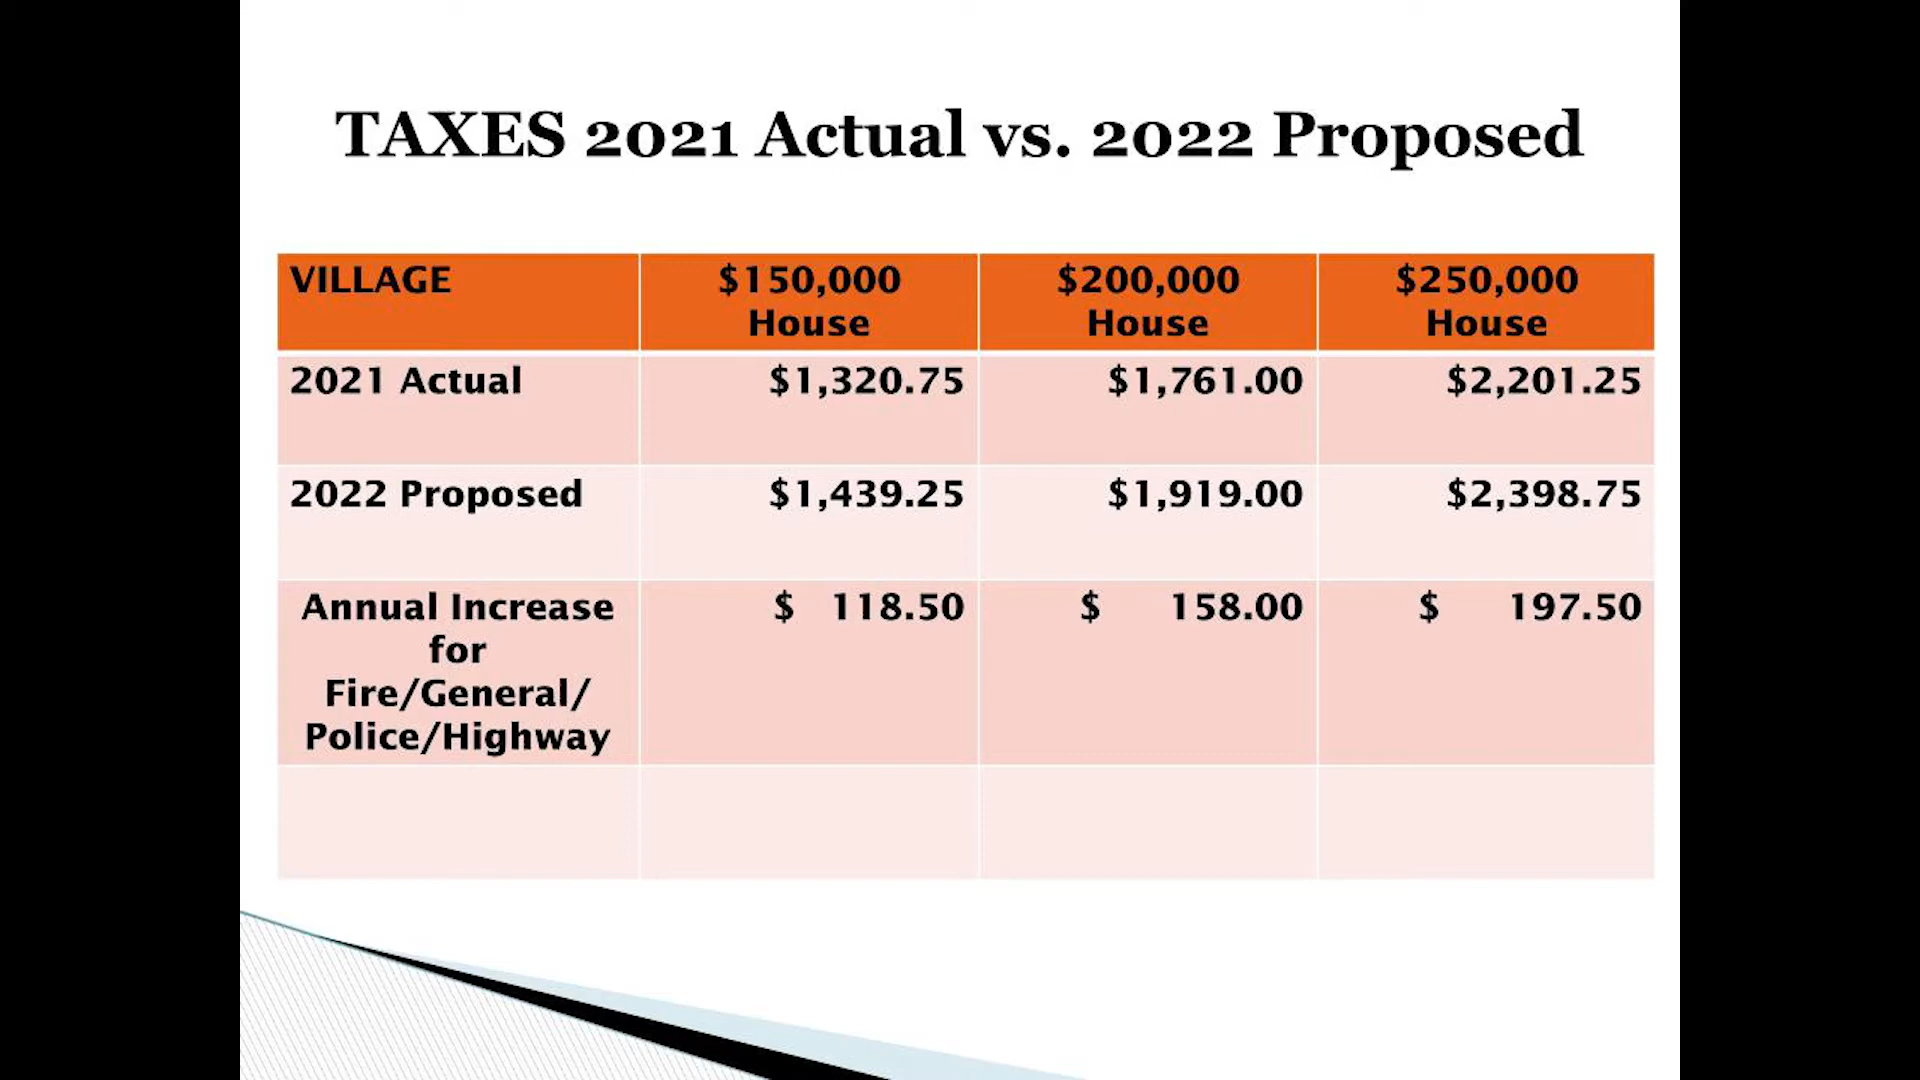 TAXES 2021 Actual vs. 2022 Proposed
VILLAGE $150,000 House $200,000 House $250,000 House
2021 Actual $1,320.75 $1,761.00 $2,201.25
2022 Proposed $1,439.25 $1,919.00 $2,398.75
Annual Increase for Fire/General/ Police/Highway $ 118.50 $ 158.00 $ 197.50